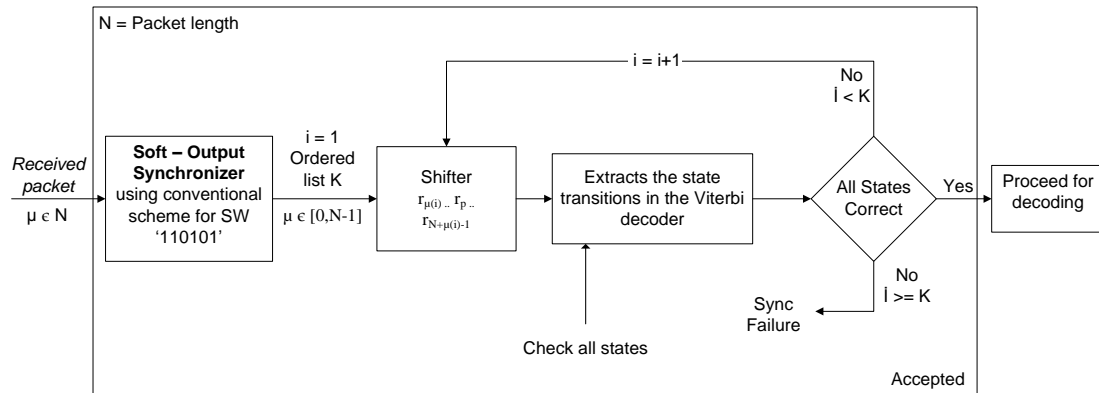 N = Packet length
i = i+1
No
İ < K
Received
packet
μ ϵ N
Soft – Output
Synchronizer
using conventional
scheme for SW
‘110101’
i = 1
Ordered
list K
μ ϵ [0,N-1]
Shifter
rμ(i) .. rp ..
rN+μ(i)-1
Extracts the state
transitions in the Viterbi
decoder
All States
Correct
Yes
Proceed for
decoding
No
İ >= K
Sync
Failure
Check all states
Accepted